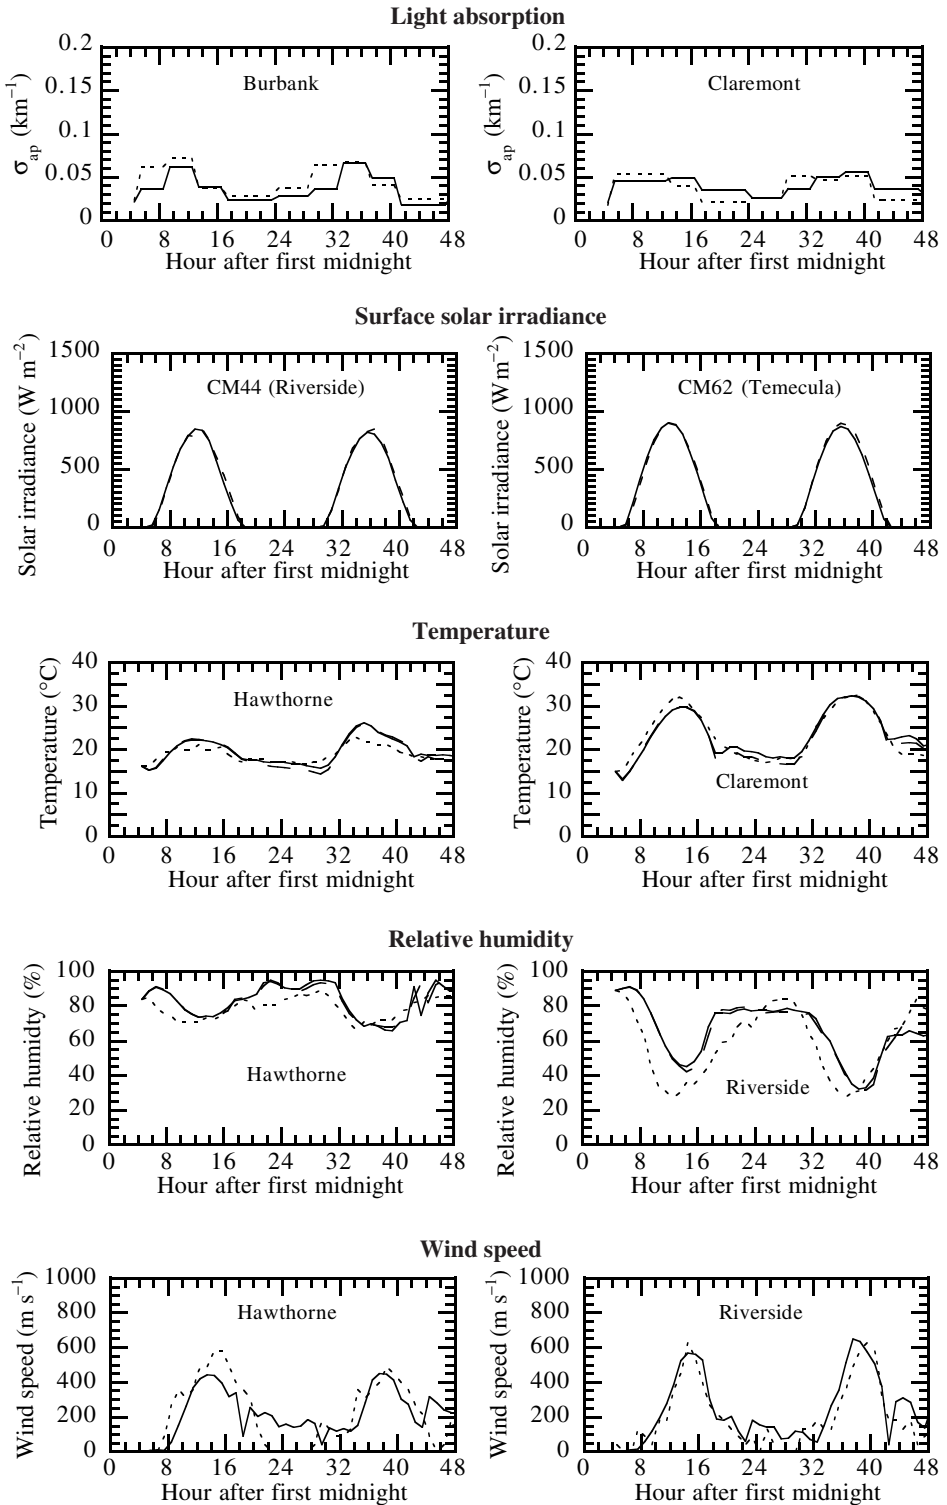 Light absorption
0.2
0.15
0.1
0.05
0
σap (km−1)
Burbank
0 8 16 24 32 40 48
Hour after first midnight
0.2
0.15
0.1
0.05
0
σap (km−1)
Claremont
0 8 16 24 32 40 48
Hour after first midnight
Surface solar irradiance
1500
1000
500
0
Solar irradiance (W m−2)
CM44 (Riverside)
0 8 16 24 32 40 48
Hour after first midnight
1500
1000
500
0
Solar irradiance (W m−2)
CM62 (Temecula)
0 8 16 24 32 40 48
Hour after first midnight
Temperature
40
30
20
10
0
Temperature (°C)
Hawthorne
0 8 16 24 32 40 48
Hour after first midnight
40
30
20
10
0
Temperature (°C)
Claremont
0 8 16 24 32 40 48
Hour after first midnight
Relative humidity
100
80
60
40
20
0
Relative humidty (%)
Hawthorne
0 8 16 24 32 40 48
Hour after first midnight
100
80
60
40
20
0
Relative humidity (%)
Riverside
0 8 16 24 32 40 48
Hour after first midnight
Wind speed
1000
800
600
400
200
0
Wind speed (m s−1)
Hawthorne
0 8 16 24 32 40 48
Hour after first midnight
1000
800
600
400
200
0
Wind speed (m s−1)
Riverside
0 8 16 24 32 40 48
Hour after first midnight